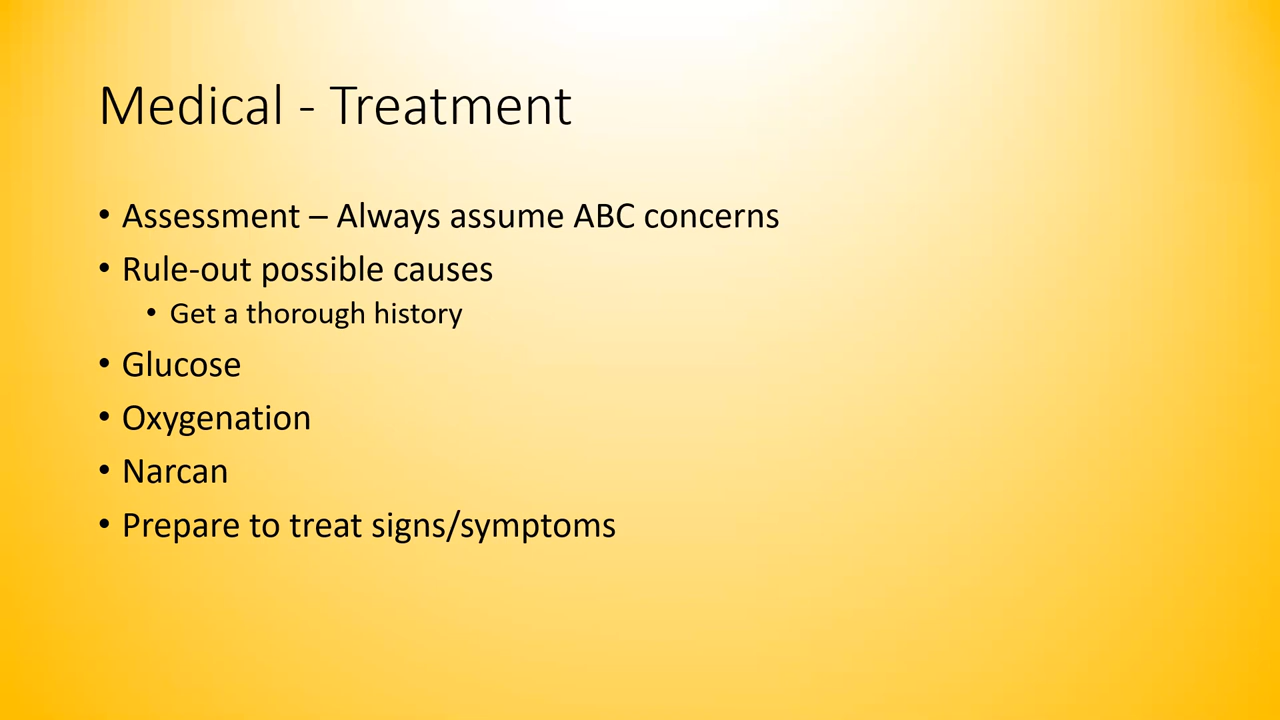 Medical - Treatment
• Assessment – Always assume ABC concerns
• Rule-out possible causes
• Get a thorough history
• Glucose
• Oxygenation
• Narcan
• Prepare to treat signs/symptoms